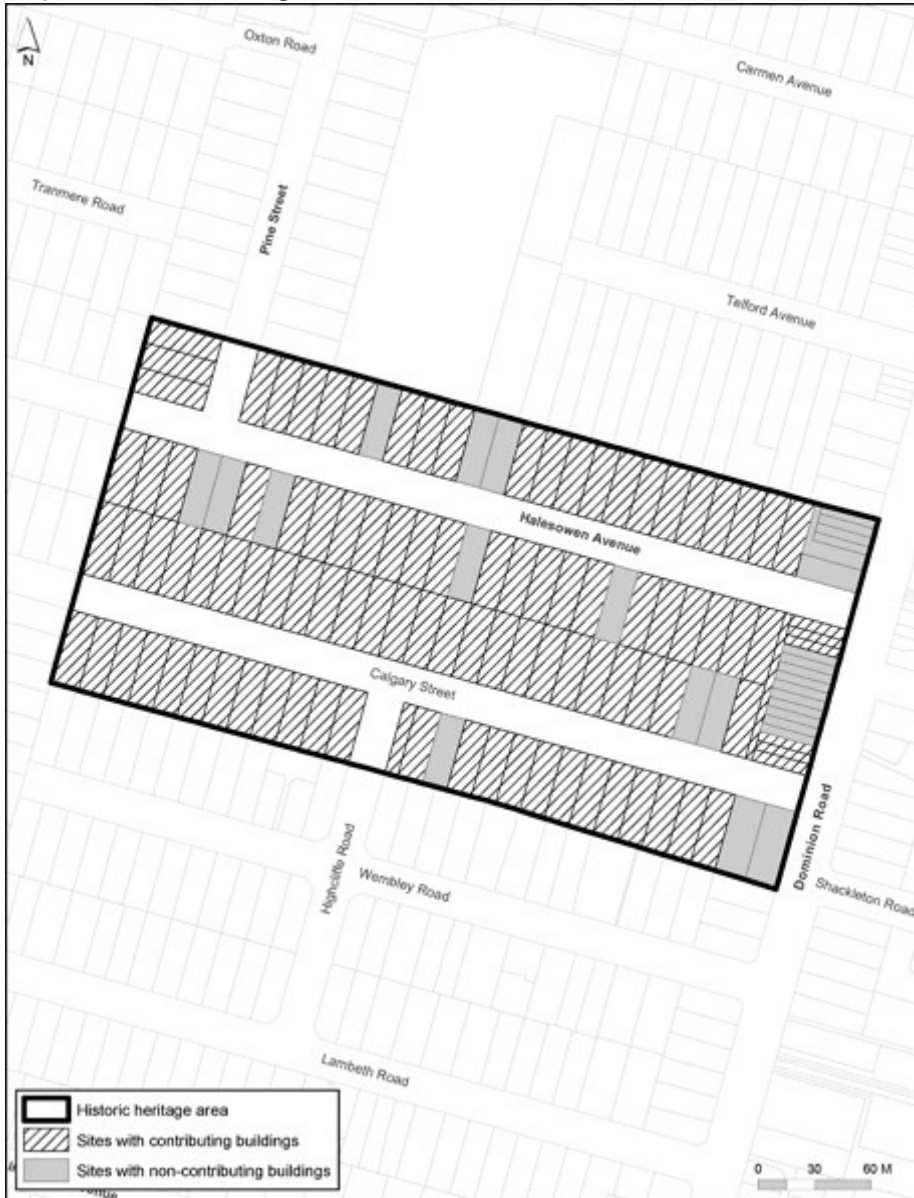 N
Oxton Road
Carmen Avenue
Tranmere Road
Pine Street
Telford Avenue
Halesowen Avenue
Calgary Street
Dominion Road
Shackleton Road
Highcliffe Road
Wembley Road
Lambeth Road
Historic heritage area
Sites with contributing buildings
Sites with non-contributing buildings
0 30 60 M